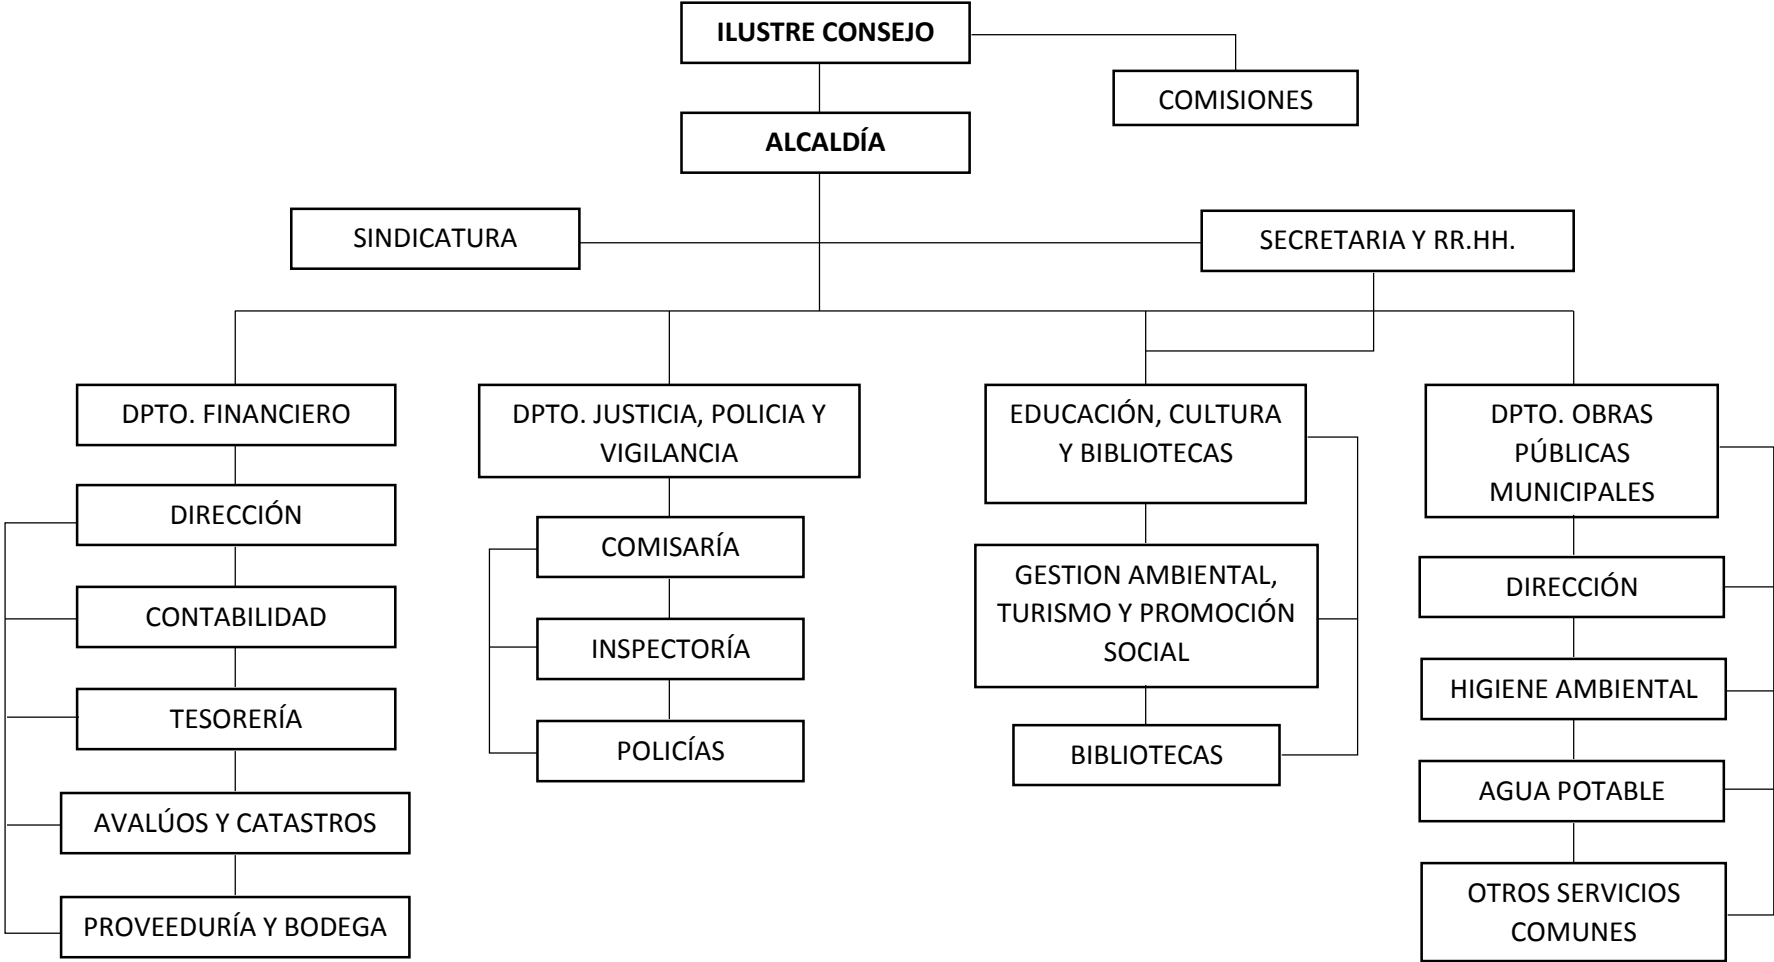 ILUSTRE CONSEJO
COMISIONES
ALCALDÍA
SINDICATURA
SECRETARIA Y RR.HH.
DPTO. FINANCIERO
DIRECCIÓN
CONTABILIDAD
TESORERÍA
AVALÚOS Y CATASTROS
PROVEEDURÍA Y BODEGA
DPTO. JUSTICIA, POLICIA Y
VIGILANCIA
COMISARÍA
INSPECTORÍA
POLICÍAS
EDUCACIÓN, CULTURA
Y BIBLIOTECAS
GESTION AMBIENTAL,
TURISMO Y PROMOCIÓN
SOCIAL
BIBLIOTECAS
DPTO. OBRAS
PÚBLICAS
MUNICIPALES
DIRECCIÓN
HIGIENE AMBIENTAL
AGUA POTABLE
OTROS SERVICIOS
COMUNES